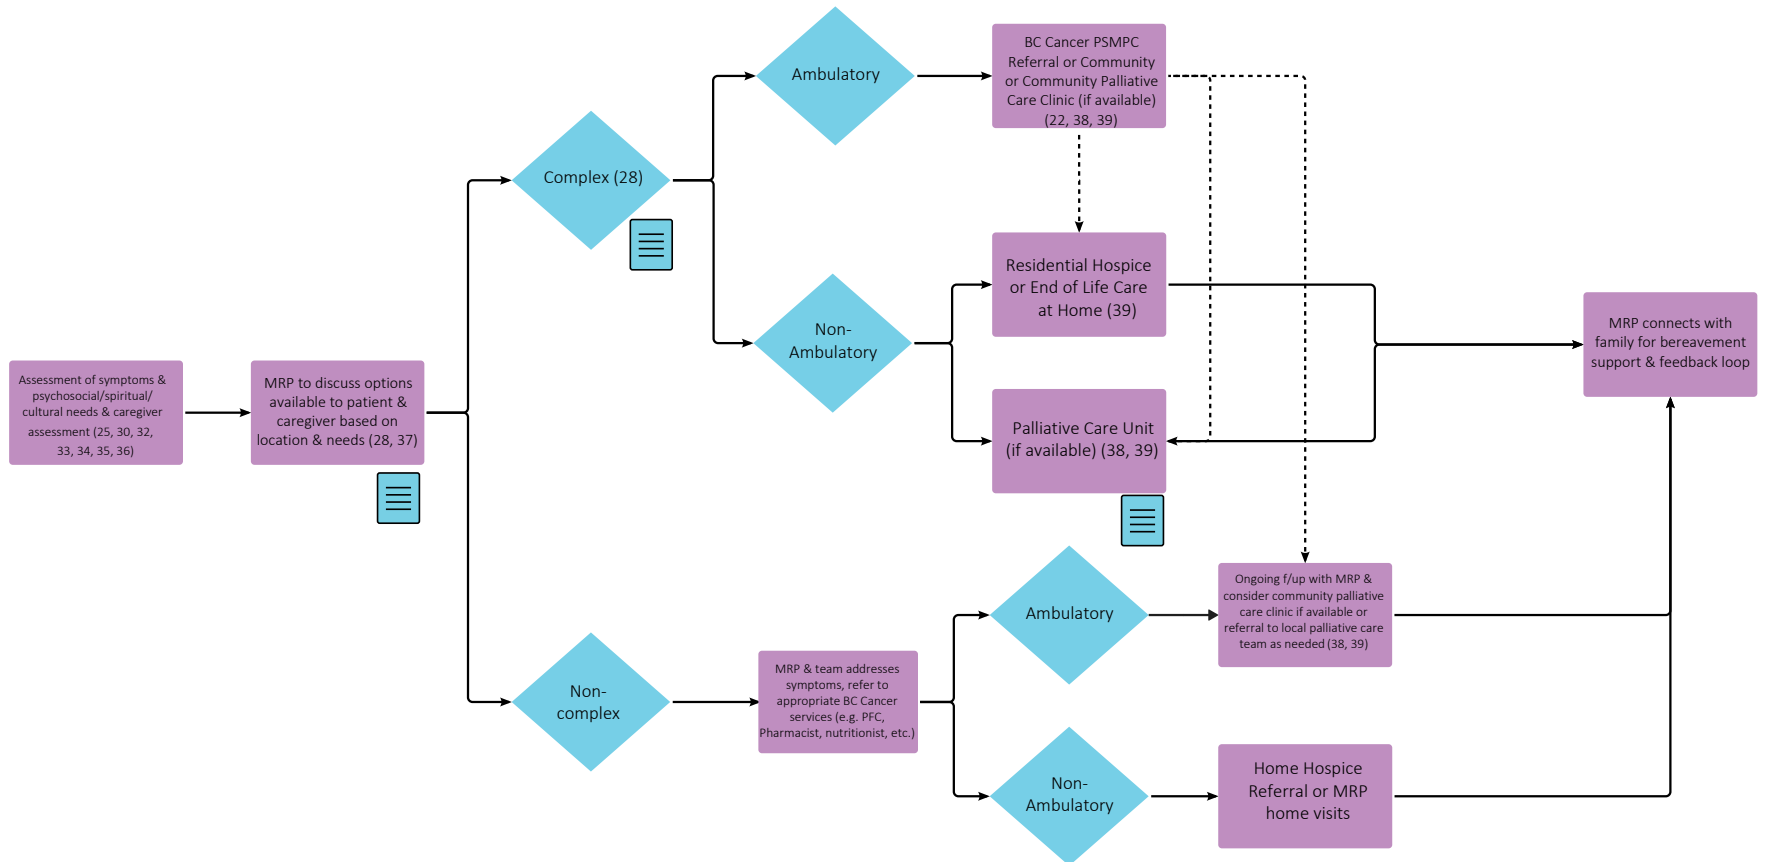 Assessment of symptoms &
psychosocial/spiritual/
cultural needs & caregiver
assessment (25, 30, 32,
33, 34, 35, 36)
MRP to discuss options
available to patient &
caregiver based on
location & needs (28, 37)
Complex (28)
Ambulatory
BC Cancer PSMPC
Referral or Community
or Community Palliative
Care Clinic (if available)
(22, 38, 39)
Non-
Ambulatory
Residential Hospice
or End of Life Care
at Home (39)
Palliative Care Unit
(if available) (38, 39)
MRP connects with
family for bereavement
support & feedback loop
Non-
complex
MRP & team addresses
symptoms, refer to
appropriate BC Cancer
services (e.g. PFC,
Pharmacist, nutritionist, etc.)
Ambulatory
Ongoing f/up with MRP &
consider community palliative
care clinic if available or
referral to local palliative care
team as needed (38, 39)
Non-
Ambulatory
Home Hospice
Referral or MRP
home visits